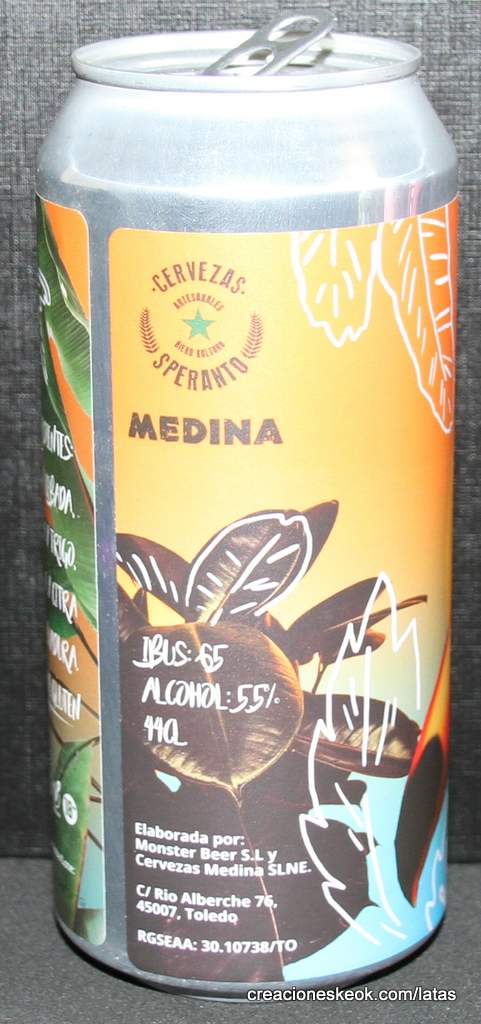 ·CERVEZAS·
ARTESANALES
SPERANTO
MEDINA
IBUS: 65
ALCOHOL: 5,5%
44CL
Elaborada por:
Monster Beer S.L y
Cervezas Medina SLNE.
C/ Rio Alberche 76,
45007, Toledo
RGSEAA: 30.10738/TO
TRIGO.
creacioneskeok.com/latas